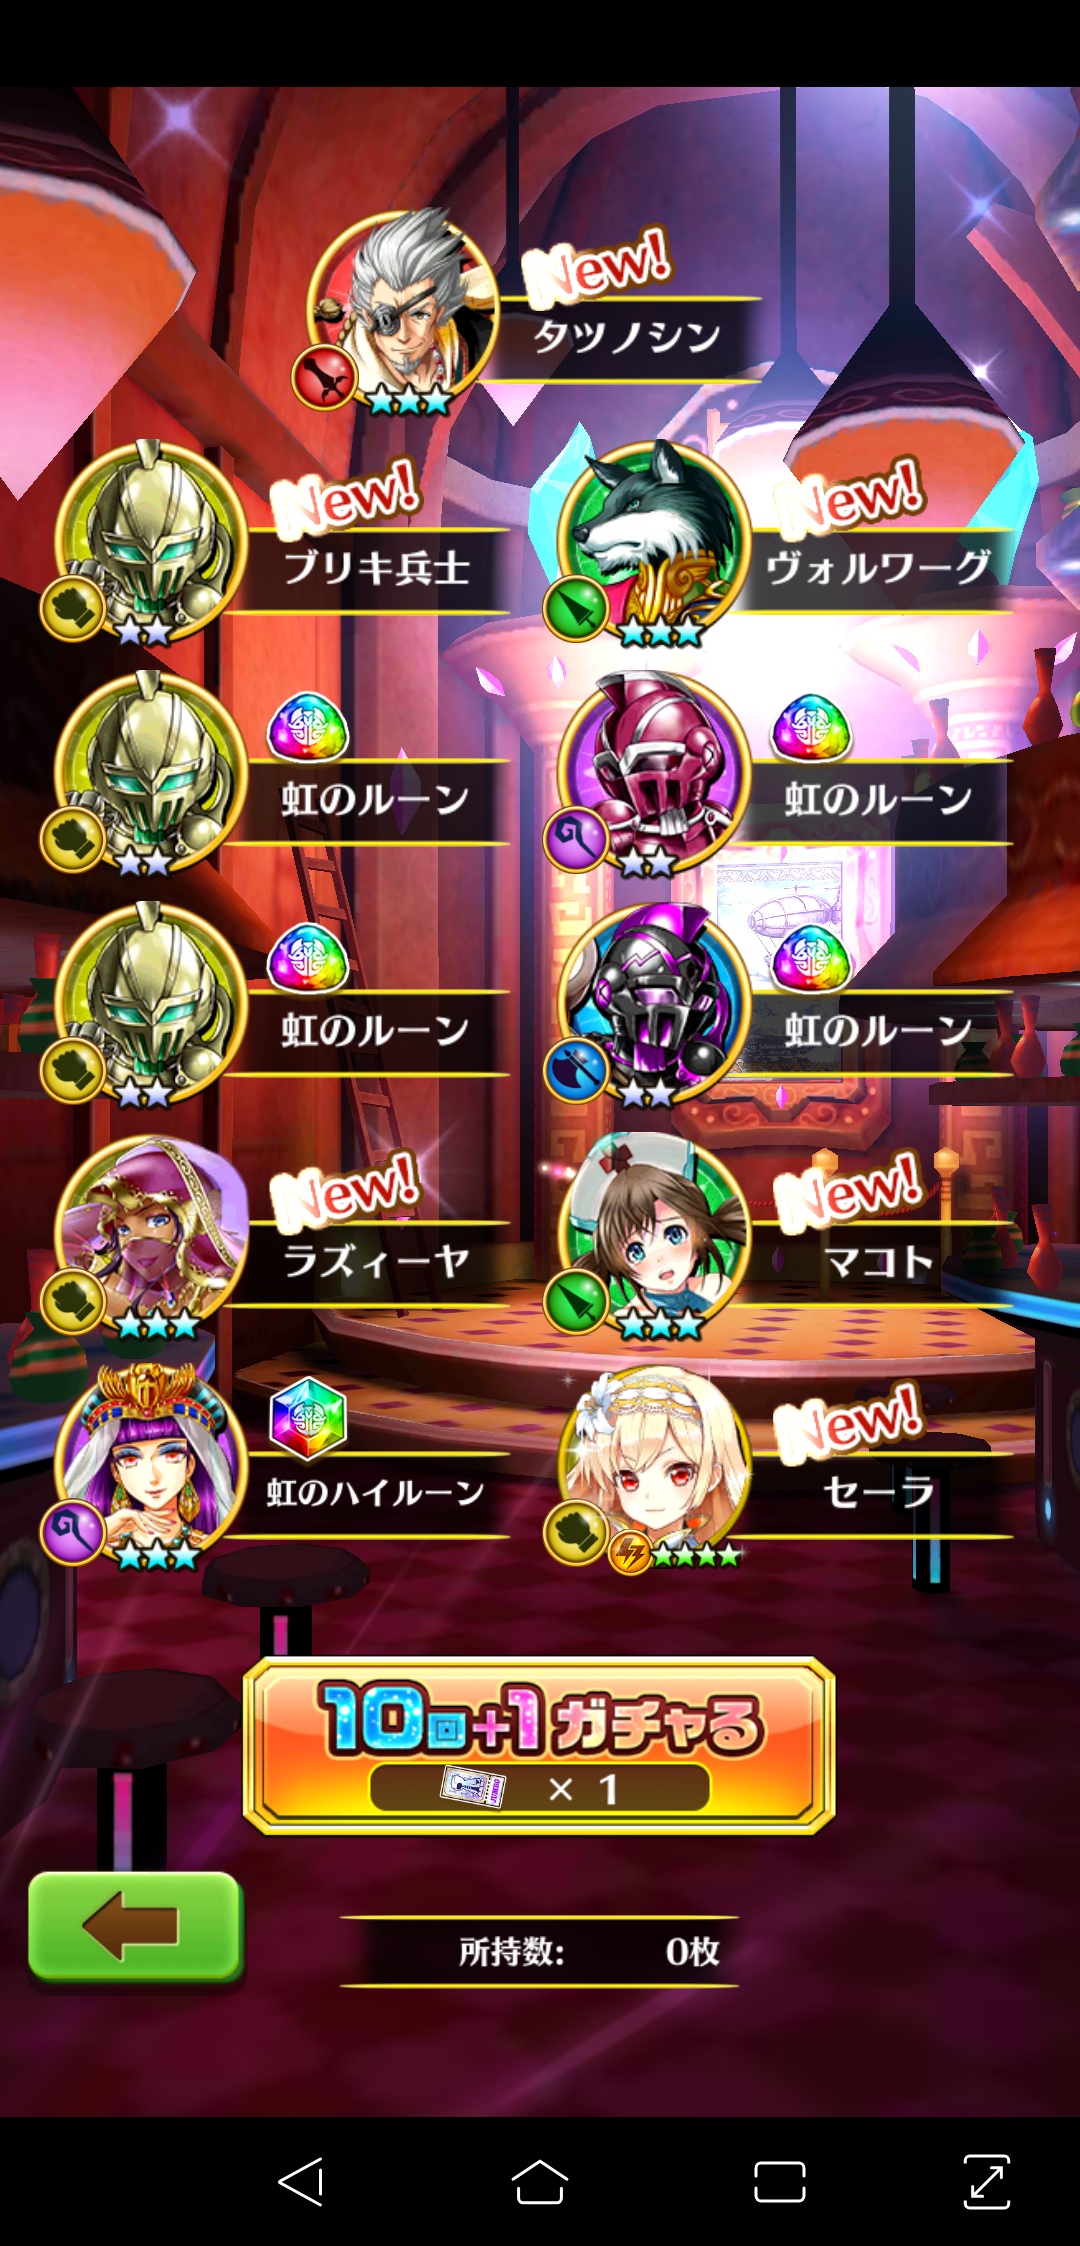 New!
タツノシン
New!
ブリキ兵士
New!
ヴォルワーグ
虹のルーン
虹のルーン
虹のルーン
虹のルーン
New!
ラズィーヤ
New!
マコト
虹のハイルーン
New!
セーラ
10回+1ガチャる
JUMBO
× 1
所持数: 0枚